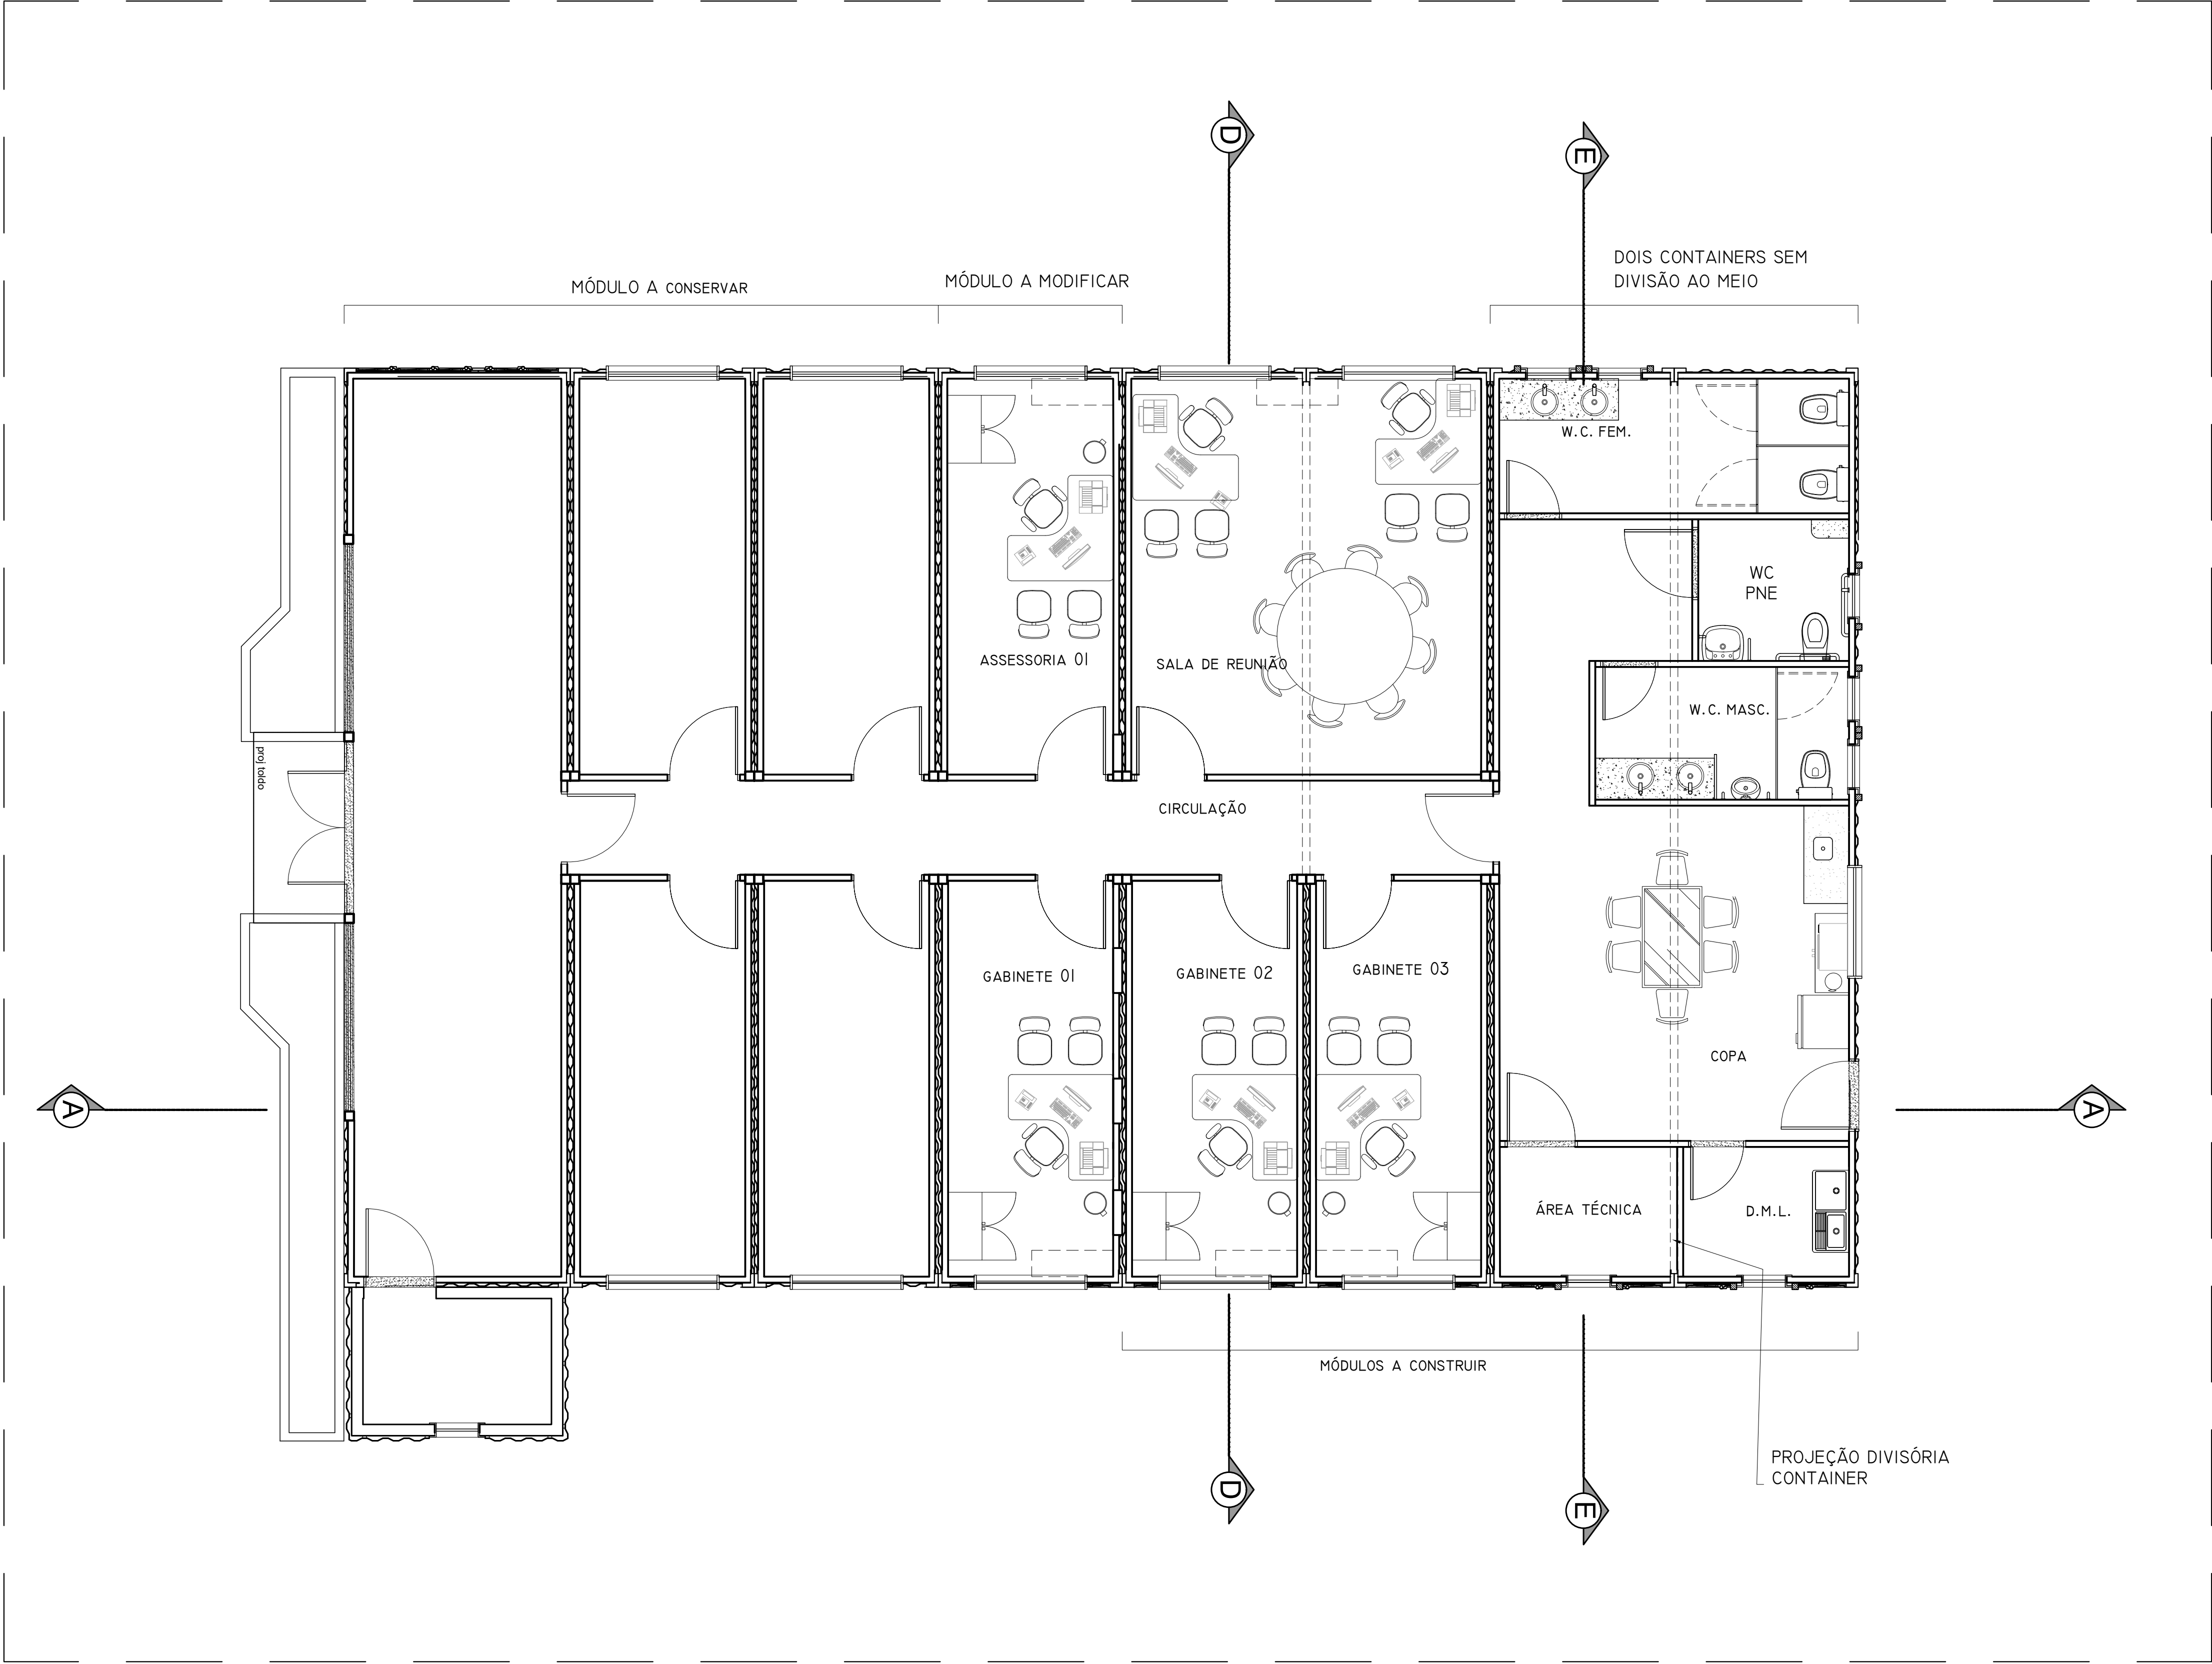 D
E
DOIS CONTAINERS SEM
DIVISÃO AO MEIO
MÓDULO A CONSERVAR
MÓDULO A MODIFICAR
W.C. FEM.
WC
PNE
ASSESSORIA 01
SALA DE REUNIÃO
W.C. MASC.
proj toldo
CIRCULAÇÃO
GABINETE 01
GABINETE 02
GABINETE 03
COPA
A
A
ÁREA TÉCNICA
D.M.L.
MÓDULOS A CONSTRUIR
PROJEÇÃO DIVISÓRIA
CONTAINER
D
E